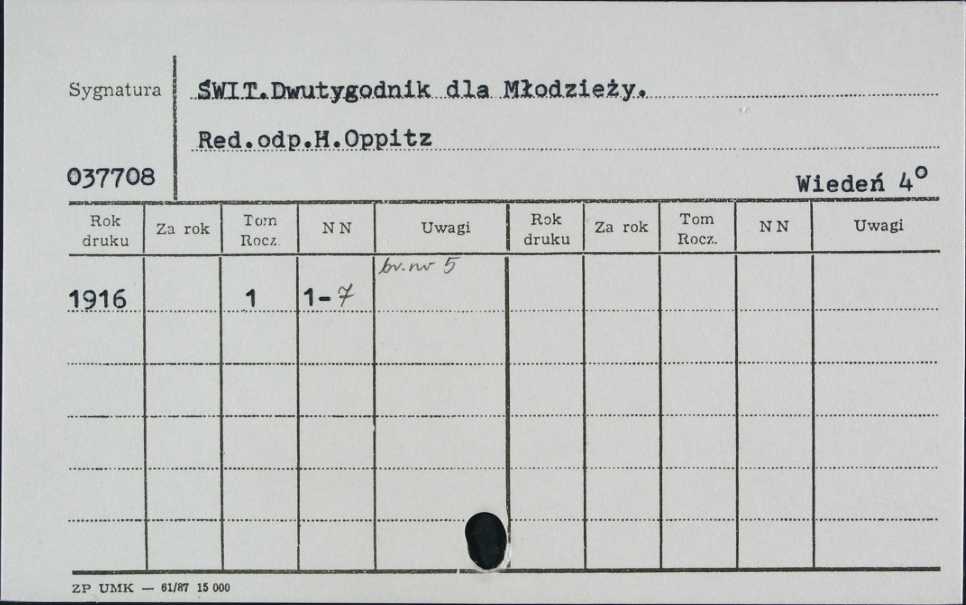 Sygnatura ŚWIT.Dwutygodnik dla Młodzieży.
Red.odp.H.Oppitz
037708 Wiedeń 4°
Rok druku Za rok Tom Rocz. NN Uwagi Rok druku Za rok Tom Rocz. NN Uwagi
br. nr 5
1916 1 1-7
ZP UMK — 61/87 15 000